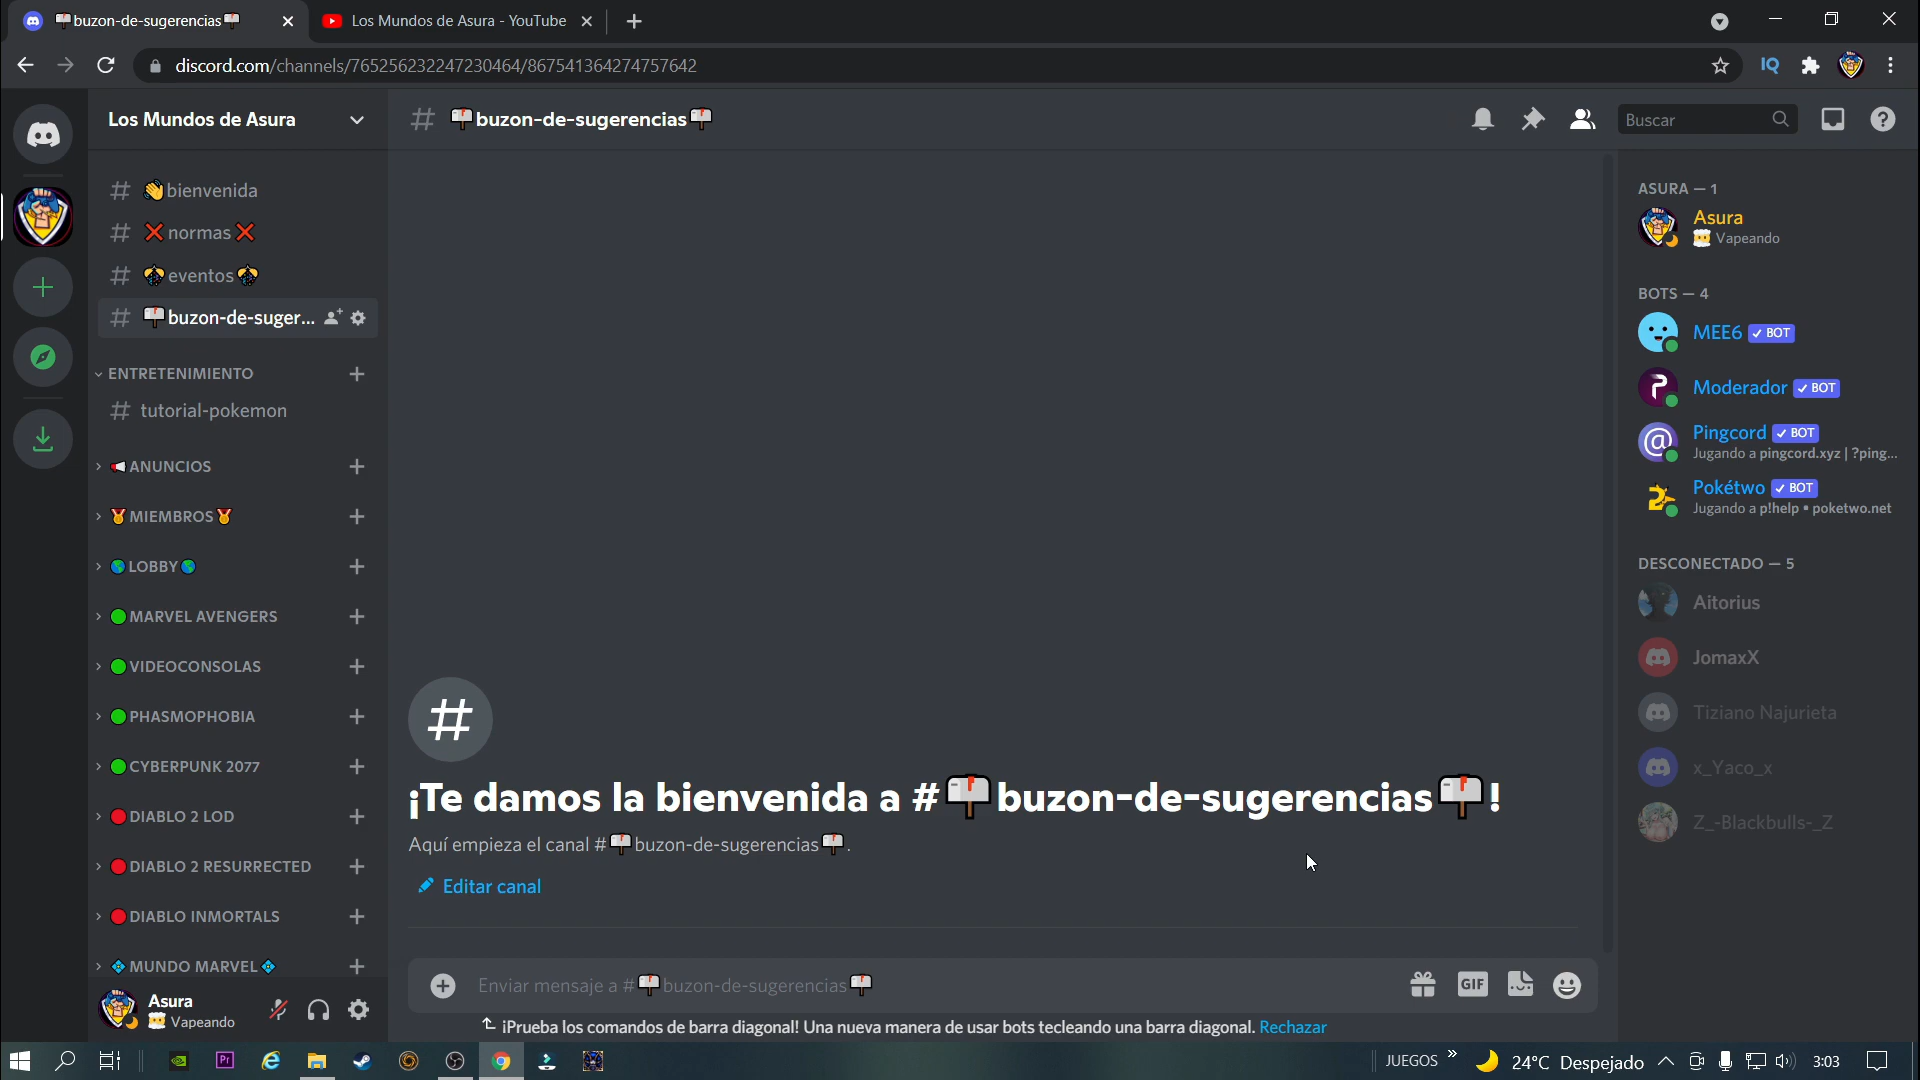 buzon-de-sugerencias
Los Mundos de Asura - YouTube
discord.com/channels/765256232247230464/867541364274757642
IQ
Los Mundos de Asura
# buzon-de-sugerencias
Buscar
# bienvenida
# normas
# eventos
# buzon-de-suger...
ENTRETENIMIENTO
# tutorial-pokemon
ANUNCIOS
MIEMBROS
LOBBY
MARVEL AVENGERS
VIDEOCONSOLAS
PHASMOPHOBIA
CYBERPUNK 2077
DIABLO 2 LOD
DIABLO 2 RESURRECTED
DIABLO INMORTALS
MUNDO MARVEL
Asura
Vapeando
#
¡Te damos la bienvenida a #📪buzon-de-sugerencias📪!
Aquí empieza el canal #📪buzon-de-sugerencias📪.
Editar canal
Enviar mensaje a #📪buzon-de-sugerencias📪
GIF
¡Prueba los comandos de barra diagonal! Una nueva manera de usar bots tecleando una barra diagonal. Rechazar
ASURA — 1
Asura
Vapeando
BOTS — 4
MEE6 ✓ BOT
Moderador ✓ BOT
Pingcord ✓ BOT
Jugando a pingcord.xyz | ?ping...
Pokétwo ✓ BOT
Jugando a p!help • poketwo.net
DESCONECTADO — 5
Aitorius
JomaxX
Tiziano Najurieta
x_Yaco_x
Z_-Blackbulls-_Z
Pr
JUEGOS
24°C Despejado
3:03